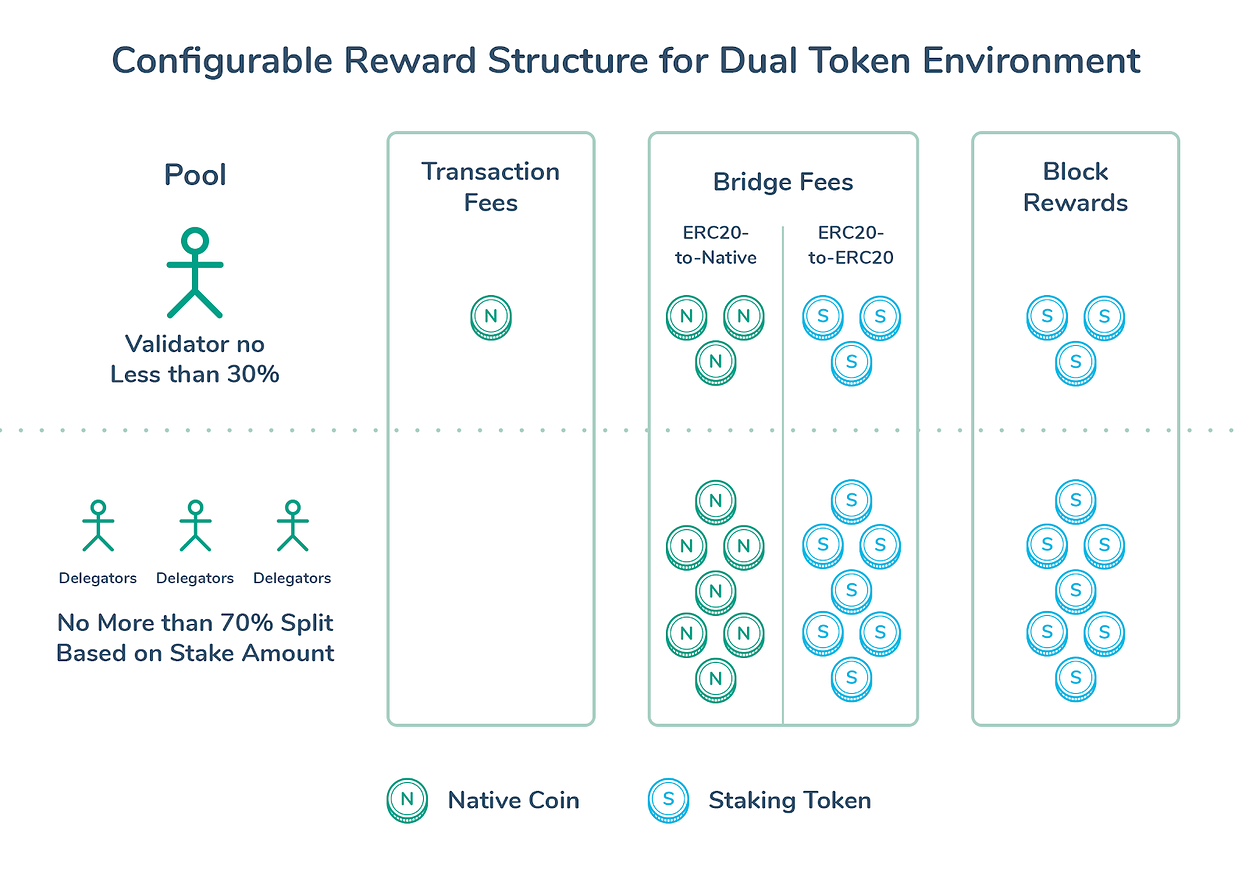 Configurable Reward Structure for Dual Token Environment
Pool
Validator no
Less than 30%
Transaction
Fees
N
Bridge Fees
ERC20-
to-Native
ERC20-
to-ERC20
N N
N
S S
S
Block
Rewards
S S
S
Delegators Delegators Delegators
No More than 70% Split
Based on Stake Amount
N
N N
N
N N
N
S
S S
S
S S
S
S
S S
S
S S
S
N Native Coin
S Staking Token